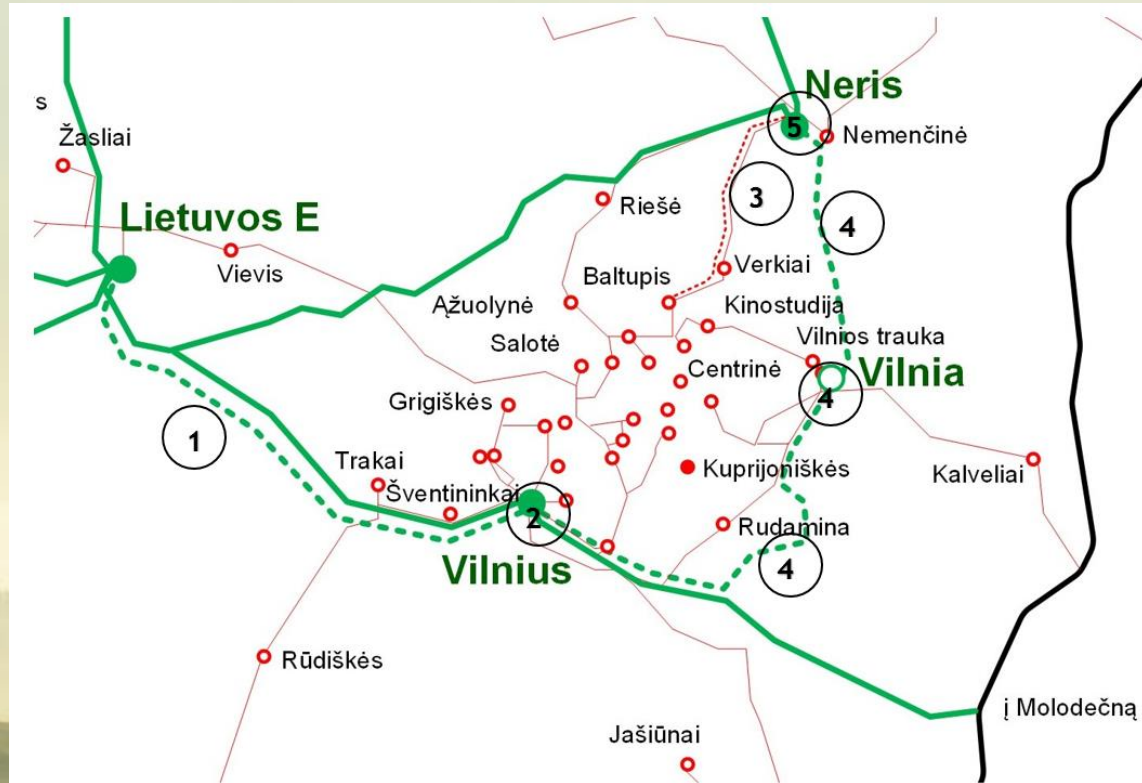 Neris
s
5
Žasliai
Nemenčinė
3
Riešė
Lietuvos E
4
Vievis
Verkiai
Baltupis
Ąžuolynė
Kinostudija
Salotė
Vilnios trauka
Centrinė
Vilnia
4
Grigiškės
1
Trakai
Kuprijoniškės
Kalveliai
Šventininkai
2
Rudamina
Vilnius
4
Rūdiškės
į Molodečną
Jašiūnai